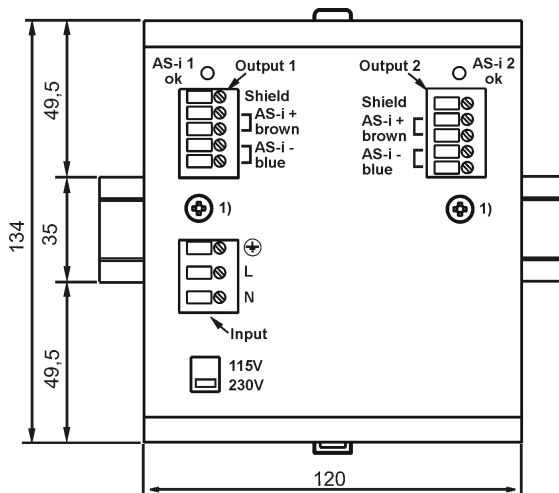 AS-i 1
ok
Output 1
Shield
AS-i +
brown
AS-i -
blue
Output 2
AS-i 2
ok
Shield
AS-i +
brown
AS-i -
blue
1)
1)
L
N
Input
115V
230V
49,5
35
49,5
134
120